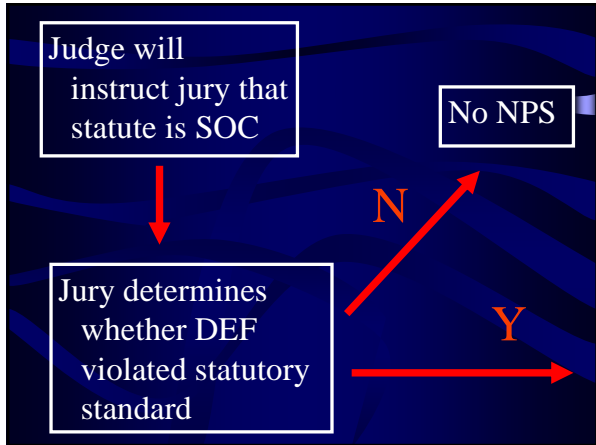 Judge will
instruct jury that
statute is SOC
No NPS
N
Jury determines
whether DEF
violated statutory
standard
Y